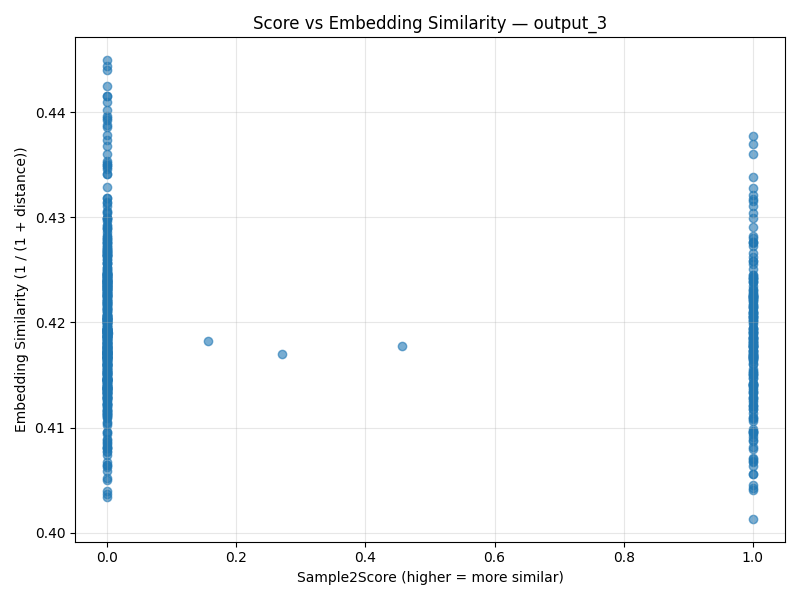 Score vs Embedding Similarity — output_3
Embedding Similarity (1 / (1 + distance))
0.44
0.43
0.42
0.41
0.40
0.0 0.2 0.4 0.6 0.8 1.0
Sample2Score (higher = more similar)